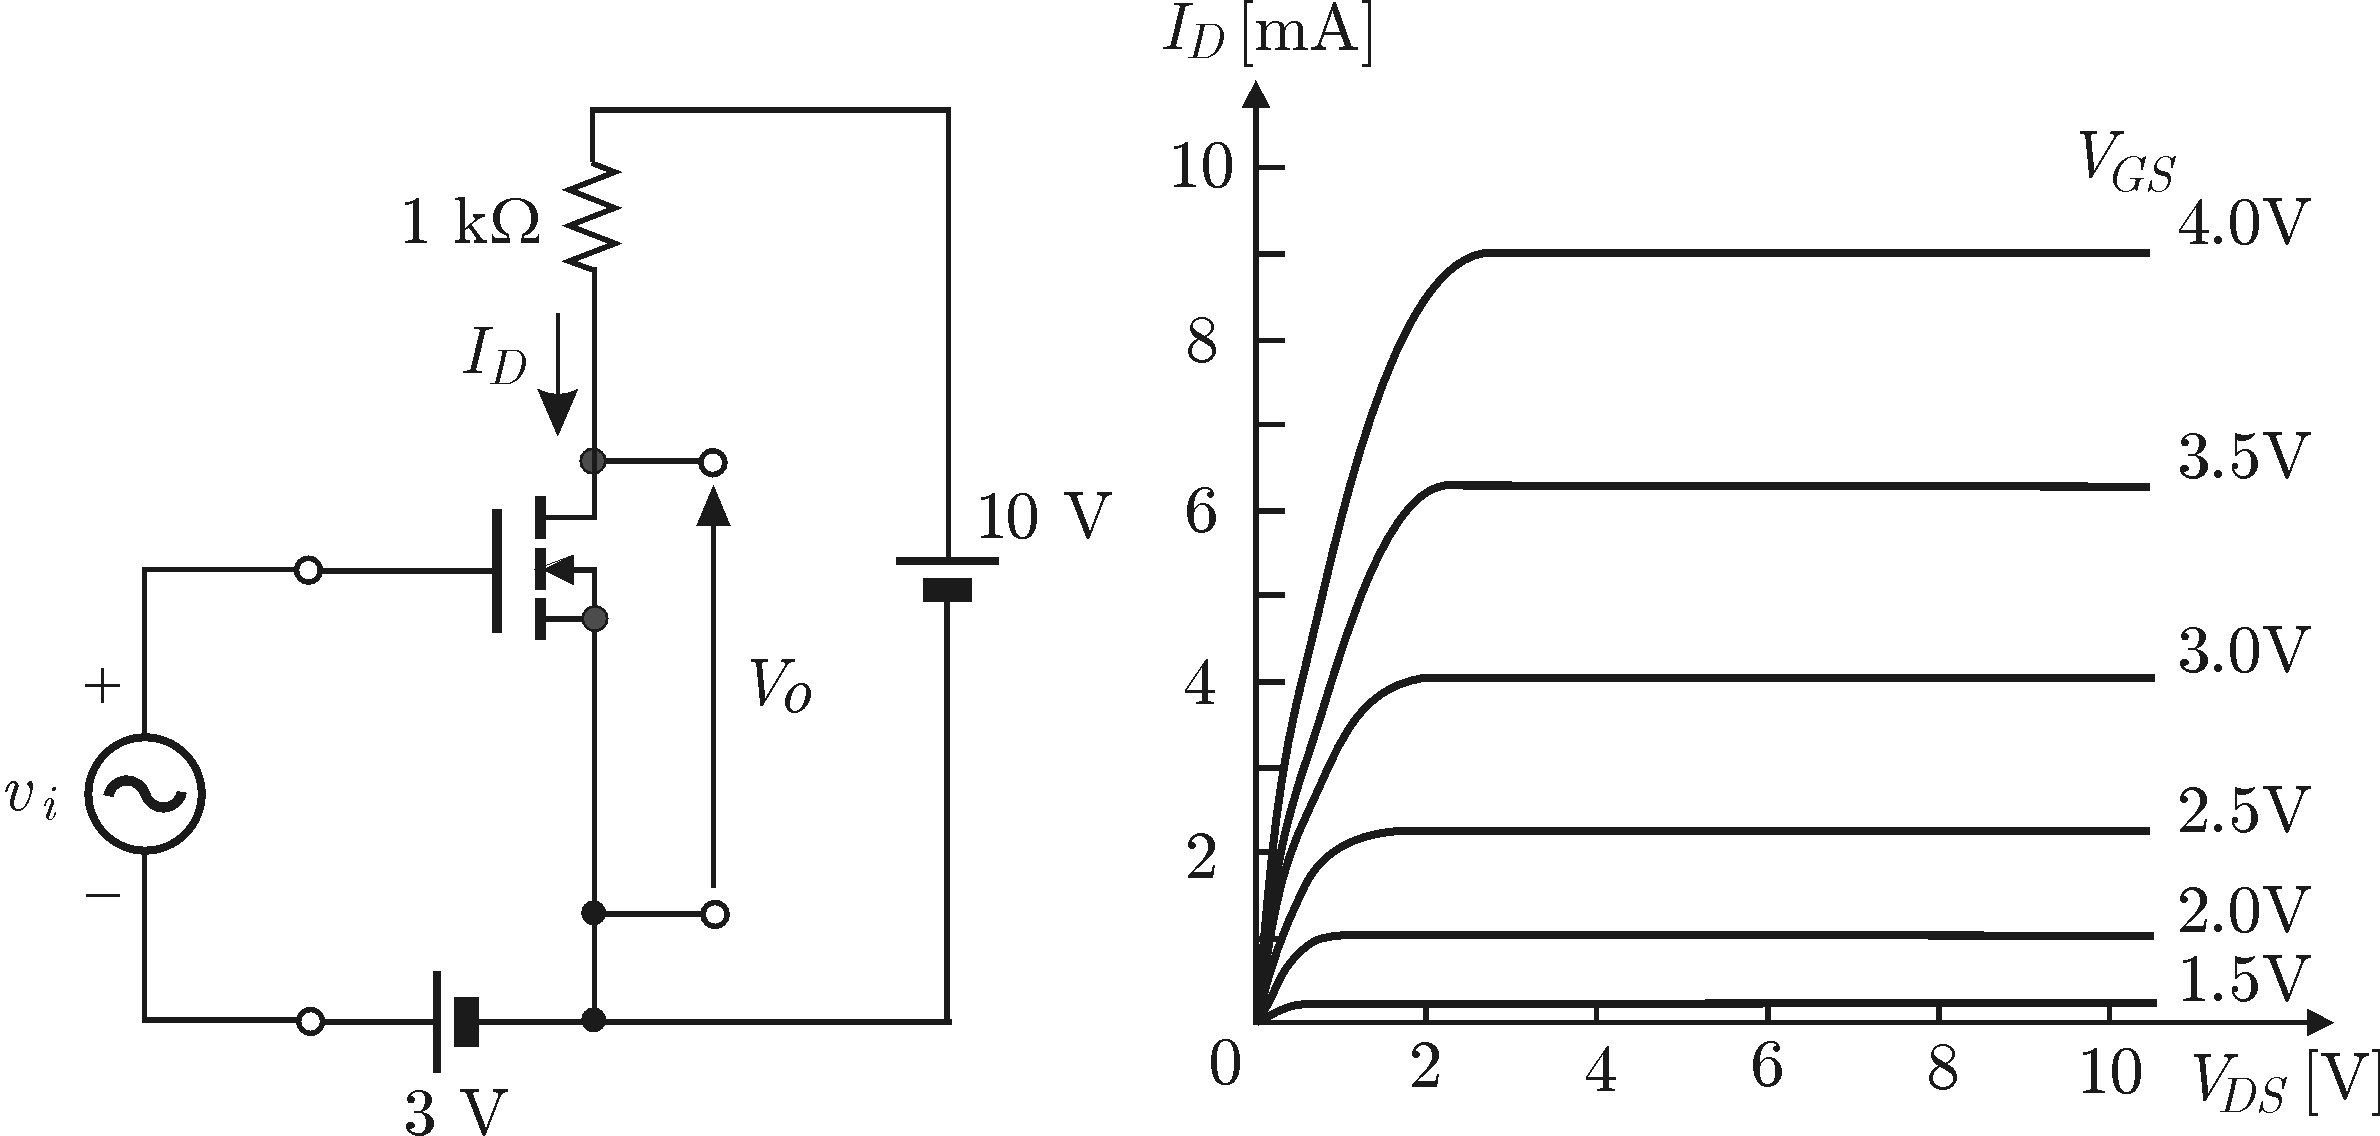 1 kΩ
I_D
10 V
V_O
+
v_i
−
3 V
I_D [mA]
10
8
6
4
2
0
V_GS
4.0V
3.5V
3.0V
2.5V
2.0V
1.5V
2 4 6 8 10
V_DS [V]